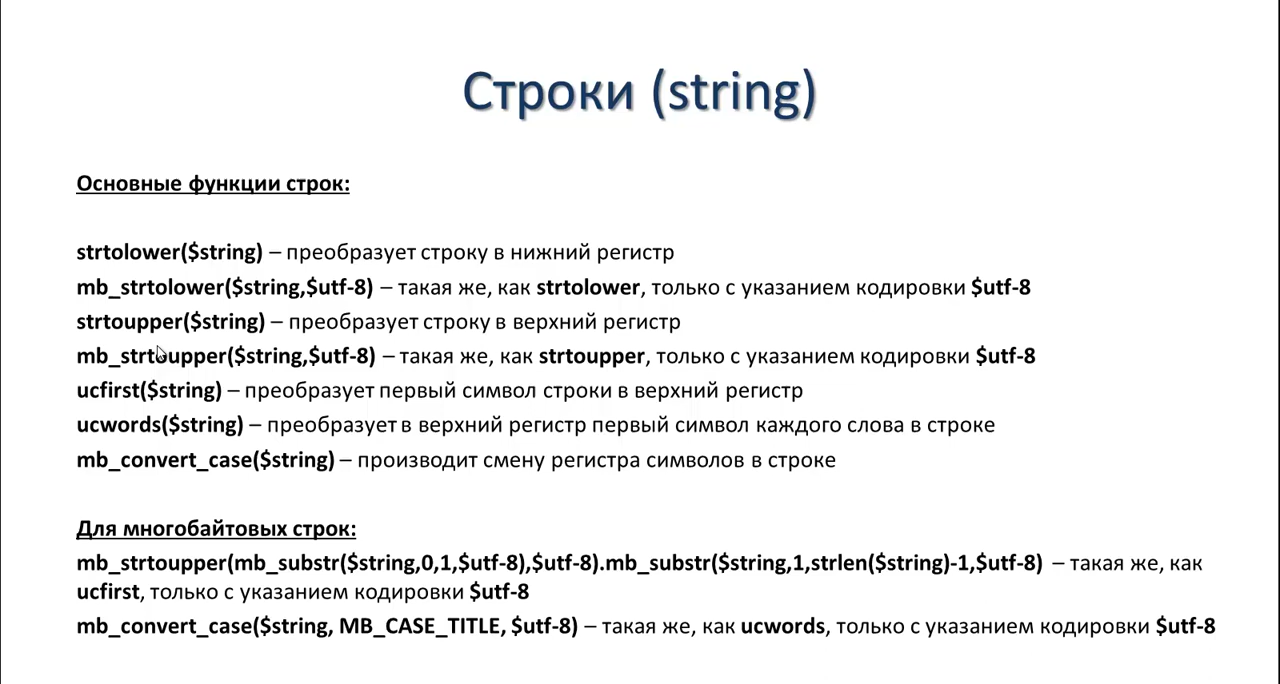 Строки (string)
Основные функции строк:
strtolower($string) – преобразует строку в нижний регистр
mb_strtolower($string,$utf-8) – такая же, как strtolower, только с указанием кодировки $utf-8
strtoupper($string) – преобразует строку в верхний регистр
mb_strtoupper($string,$utf-8) – такая же, как strtoupper, только с указанием кодировки $utf-8
ucfirst($string) – преобразует первый символ строки в верхний регистр
ucwords($string) – преобразует в верхний регистр первый символ каждого слова в строке
mb_convert_case($string) – производит смену регистра символов в строке
Для многобайтовых строк:
mb_strtoupper(mb_substr($string,0,1,$utf-8),$utf-8).mb_substr($string,1,strlen($string)-1,$utf-8) – такая же, как
ucfirst, только с указанием кодировки $utf-8
mb_convert_case($string, MB_CASE_TITLE, $utf-8) – такая же, как ucwords, только с указанием кодировки $utf-8